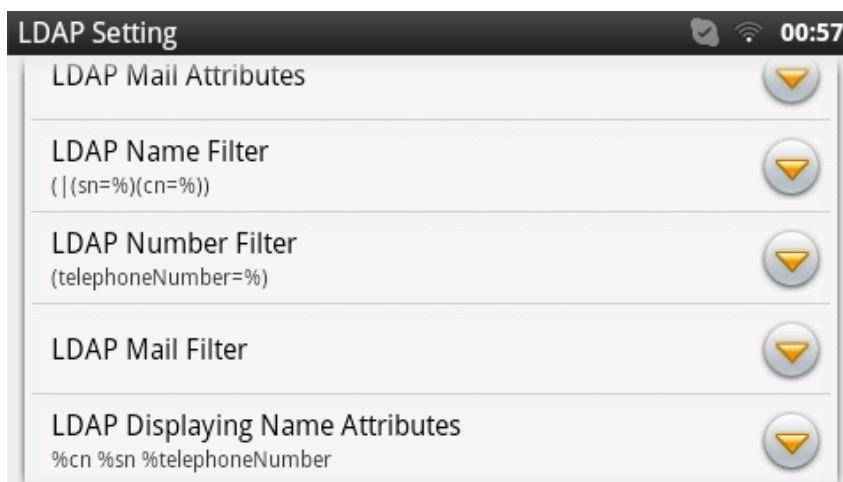 LDAP Setting 00:57
LDAP Mail Attributes
LDAP Name Filter
(|(sn=%)(cn=%))
LDAP Number Filter
(telephoneNumber=%)
LDAP Mail Filter
LDAP Displaying Name Attributes
%cn %sn %telephoneNumber